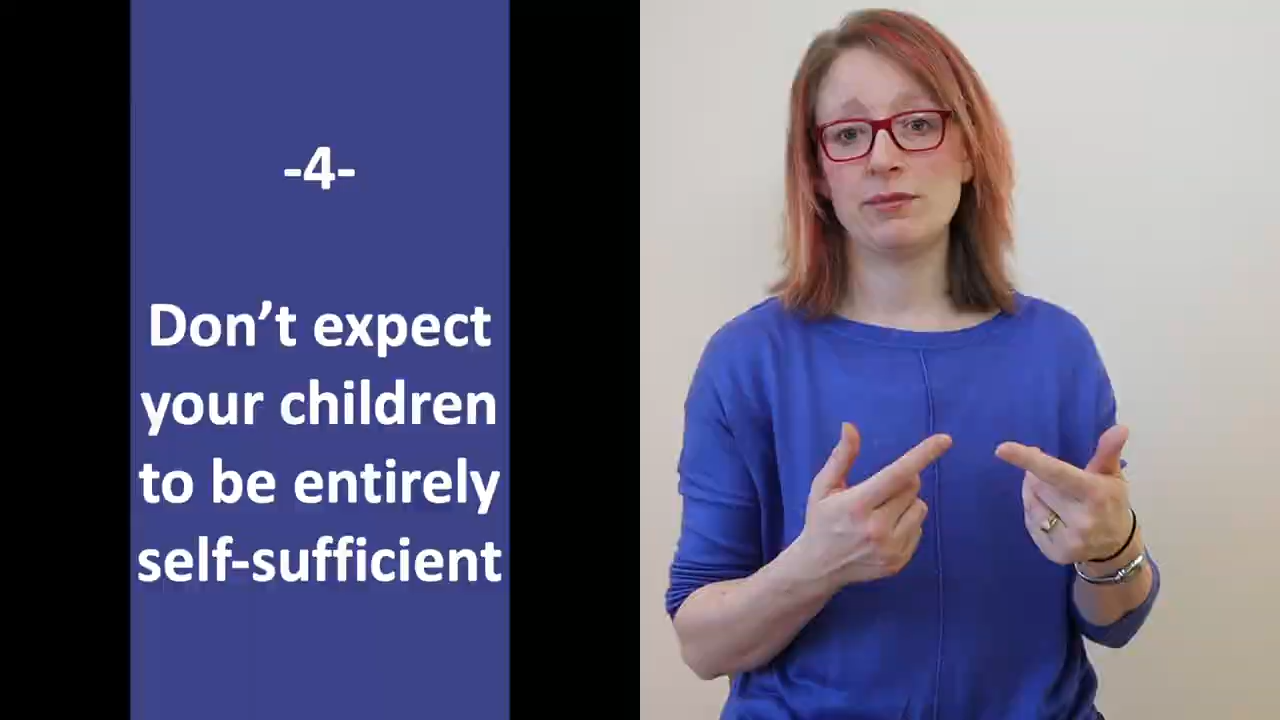 -4-
Don’t expect
your children
to be entirely
self-sufficient